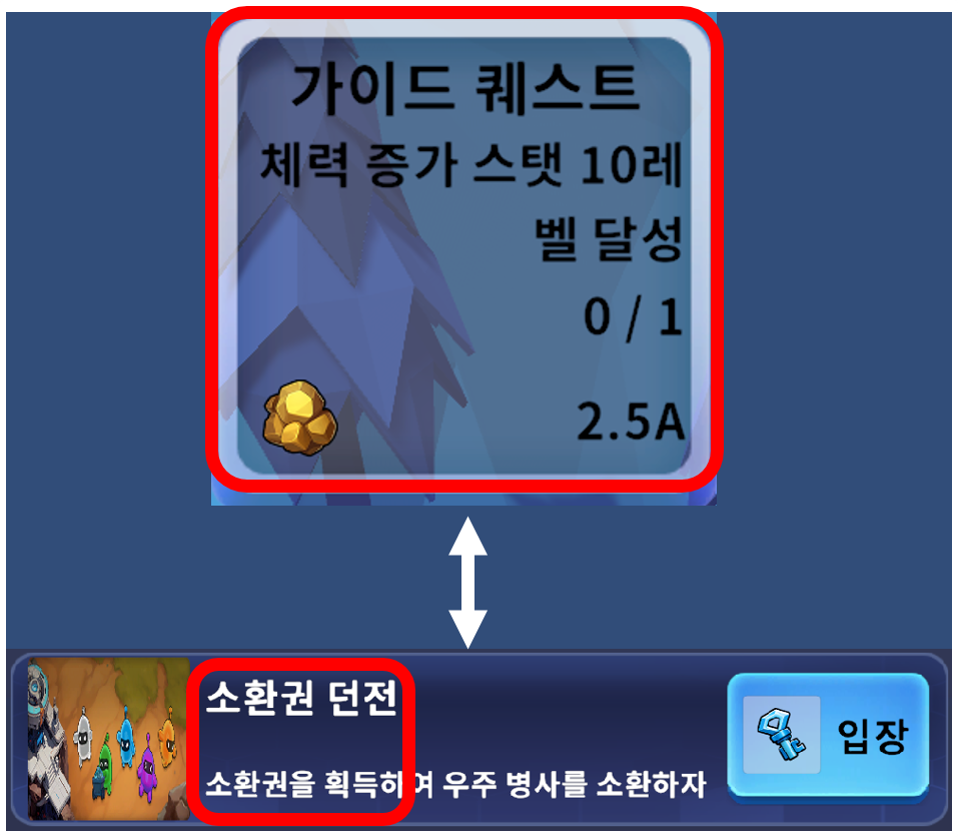 가이드 퀘스트
체력 증가 스탯 10레
벨 달성
0 / 1
2.5A
소환권 던전
소환권을 획득하여 우주 병사를 소환하자
입장